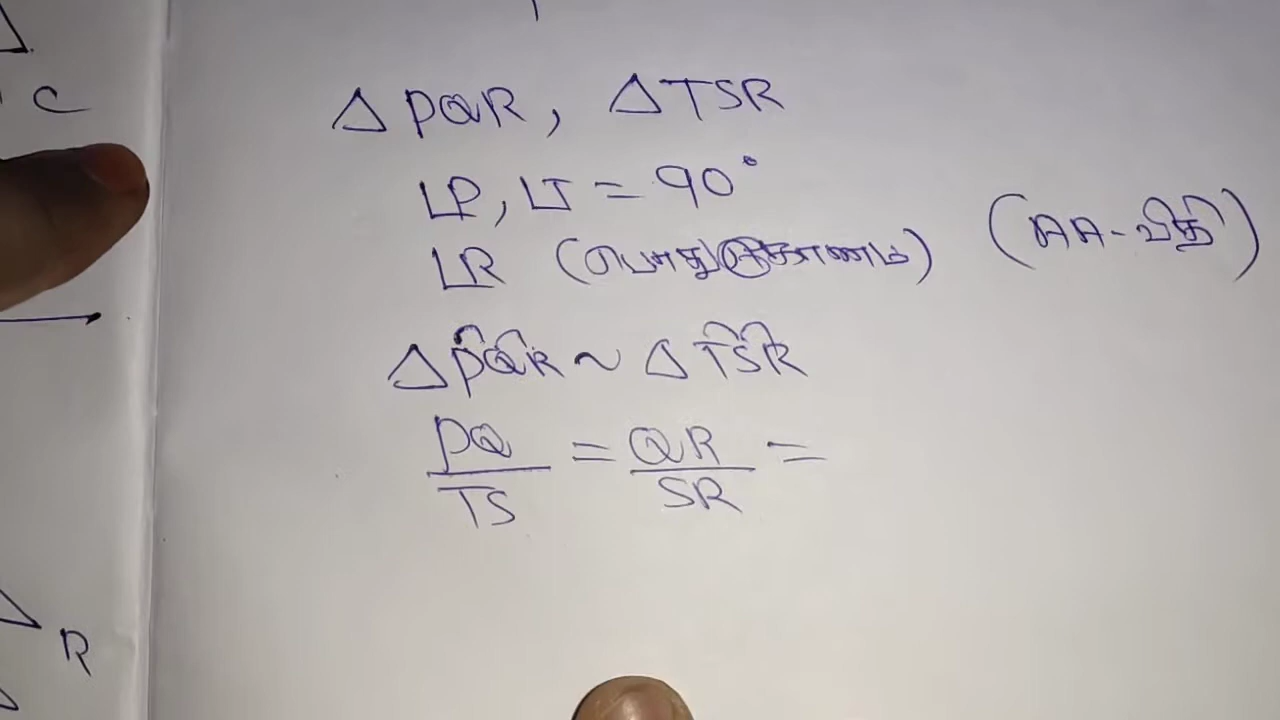 C
△ PQR, △TSR
∟P, ∟T = 90°
∟R (பொது கோணம்) (AA-விதி)
△PQR ~ △TSR
PQ/TS = QR/SR =
R